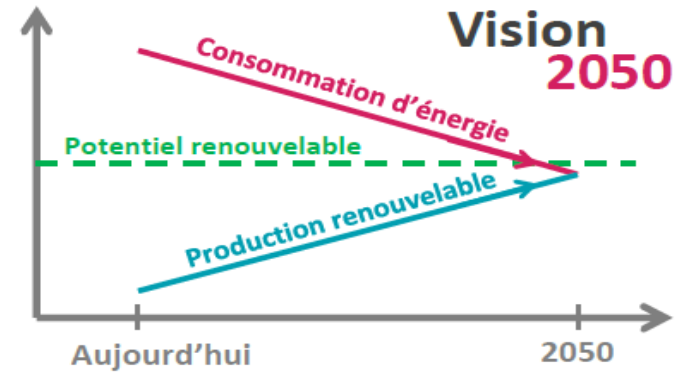 Vision
2050
Consommation d’énergie
Potentiel renouvelable
Production renouvelable
Aujourd’hui
2050